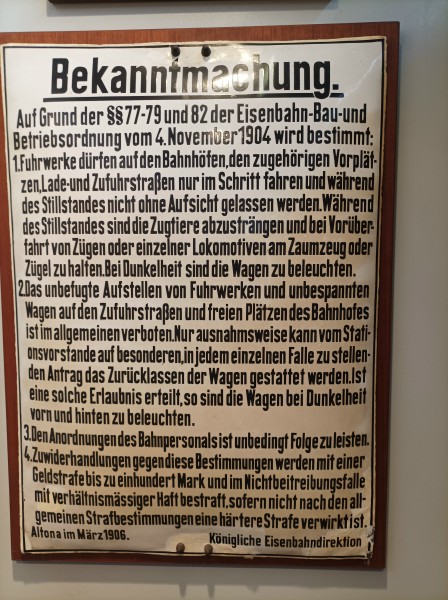 Bekanntmachung.
Auf Grund der §§ 77-79 und 82 der Eisenbahn-Bau-und
Betriebsordnung vom 4. November 1904 wird bestimmt:
1. Fuhrwerke dürfen auf den Bahnhöfen, den zugehörigen Vorplät-
zen, Lade-und Zufuhrstraßen nur im Schritt fahren und während
des Stillstandes nicht ohne Aufsicht gelassen werden. Während
des Stillstandes sind die Zugtiere abzusträngen und bei Vorüber-
fahrt von Zügen oder einzelner Lokomotiven am Zaumzeug oder
Zügel zu halten. Bei Dunkelheit sind die Wagen zu beleuchten.
2. Das unbefugte Aufstellen von Fuhrwerken und unbespannten
Wagen auf den Zufuhrstraßen und freien Plätzen des Bahnhofes
ist im allgemeinen verboten. Nur ausnahmsweise kann vom Stati-
onsvorstande auf besonderen, in jedem einzelnen Falle zu stellen-
den Antrag das Zurücklassen der Wagen gestattet werden. Ist
eine solche Erlaubnis erteilt, so sind die Wagen bei Dunkelheit
vorn und hinten zu beleuchten.
3. Den Anordnungen des Bahnpersonals ist unbedingt Folge zu leisten.
4. Zuwiderhandlungen gegen diese Bestimmungen werden mit einer
Geldstrafe bis zu einhundert Mark und im Nichtbeitreibungsfalle
mit verhältnismässiger Haft bestraft, sofern nicht nach den all-
gemeinen Strafbestimmungen eine härtere Strafe verwirkt ist.
Altona im März 1906. Königliche Eisenbahndirektion